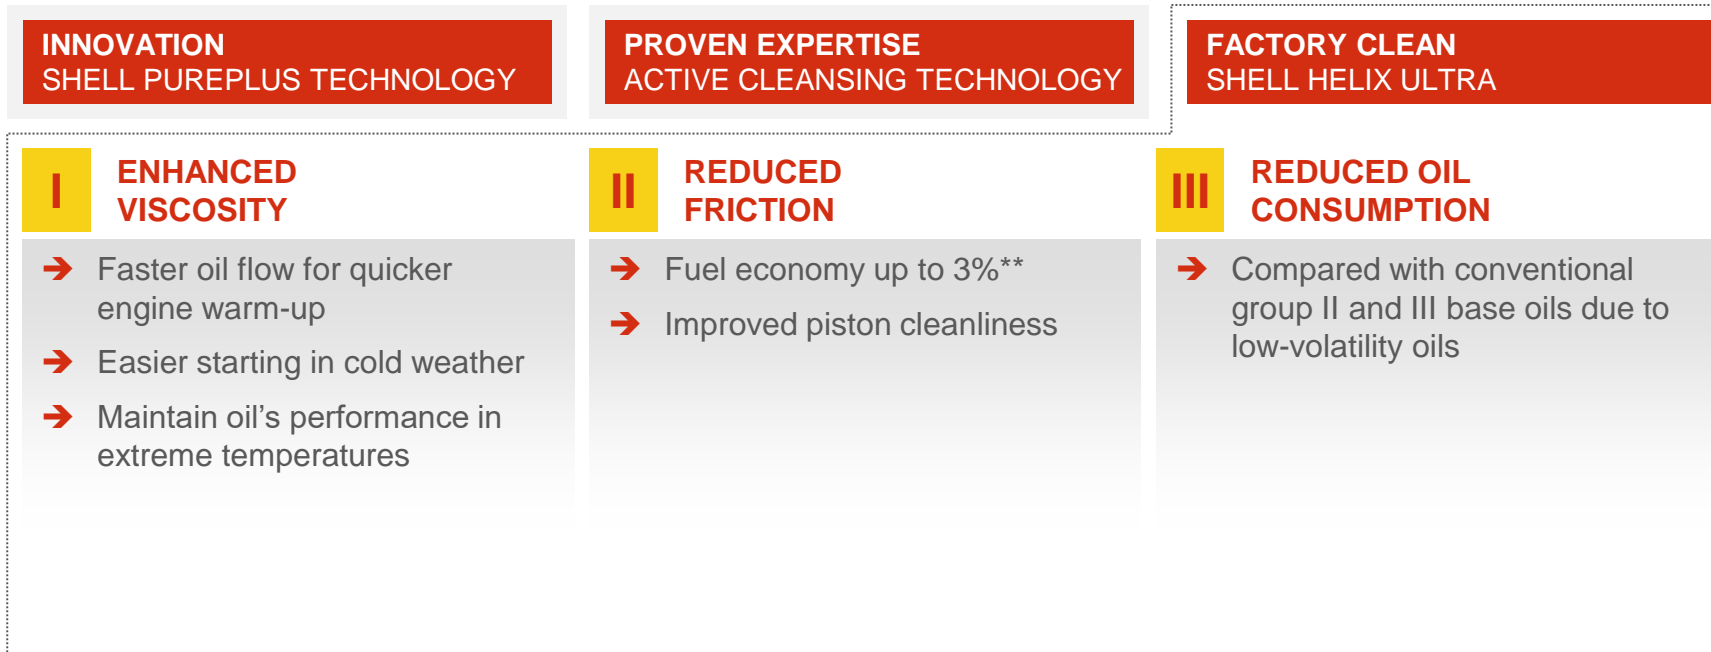 INNOVATION
SHELL PUREPLUS TECHNOLOGY
PROVEN EXPERTISE
ACTIVE CLEANSING TECHNOLOGY
FACTORY CLEAN
SHELL HELIX ULTRA
I
ENHANCED
VISCOSITY
➔ Faster oil flow for quicker
engine warm-up
➔ Easier starting in cold weather
➔ Maintain oil’s performance in
extreme temperatures
II
REDUCED
FRICTION
➔ Fuel economy up to 3%**
➔ Improved piston cleanliness
III
REDUCED OIL
CONSUMPTION
➔ Compared with conventional
group II and III base oils due to
low-volatility oils